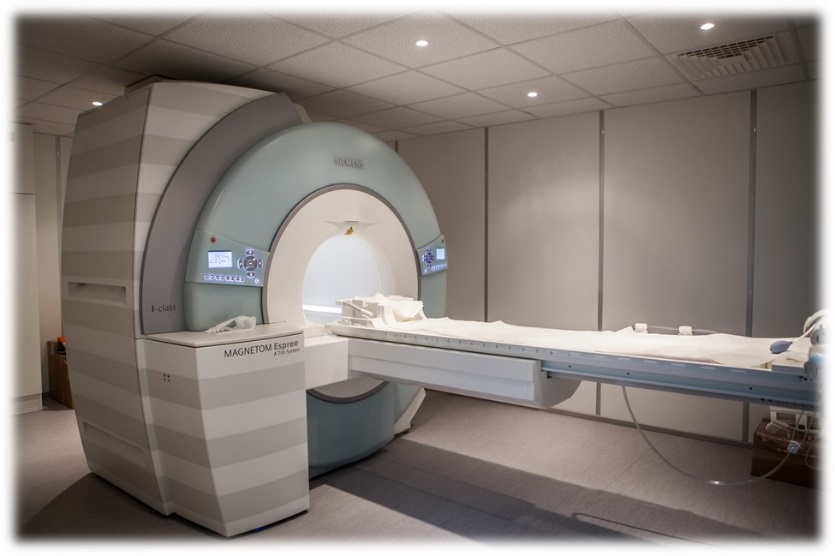 SIEMENS
I-class
MAGNETOM Espree
A Tim System